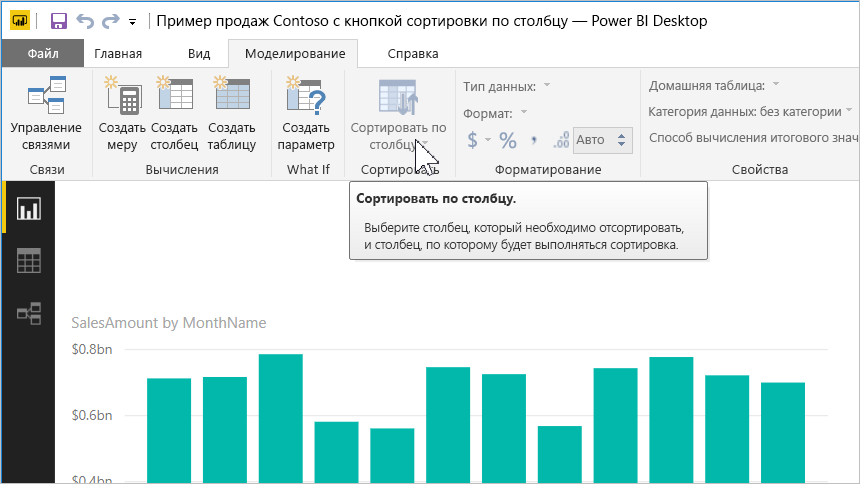 Пример продаж Contoso с кнопкой сортировки по столбцу — Power BI Desktop
Файл Главная Вид Моделирование Справка
Управление связями
Связи
Создать меру
Создать столбец
Создать таблицу
Вычисления
Создать параметр
What If
Сортировать по столбцу
Сортировать
Тип данных:
Формат:
$ % , .00 Авто
Форматирование
Домашняя таблица:
Категория данных: без категории
Способ вычисления итогового знач
Свойства
Сортировать по столбцу.
Выберите столбец, который необходимо отсортировать,
и столбец, по которому будет выполняться сортировка.
SalesAmount by MonthName
$0.8bn
$0.6bn
$0.4bn